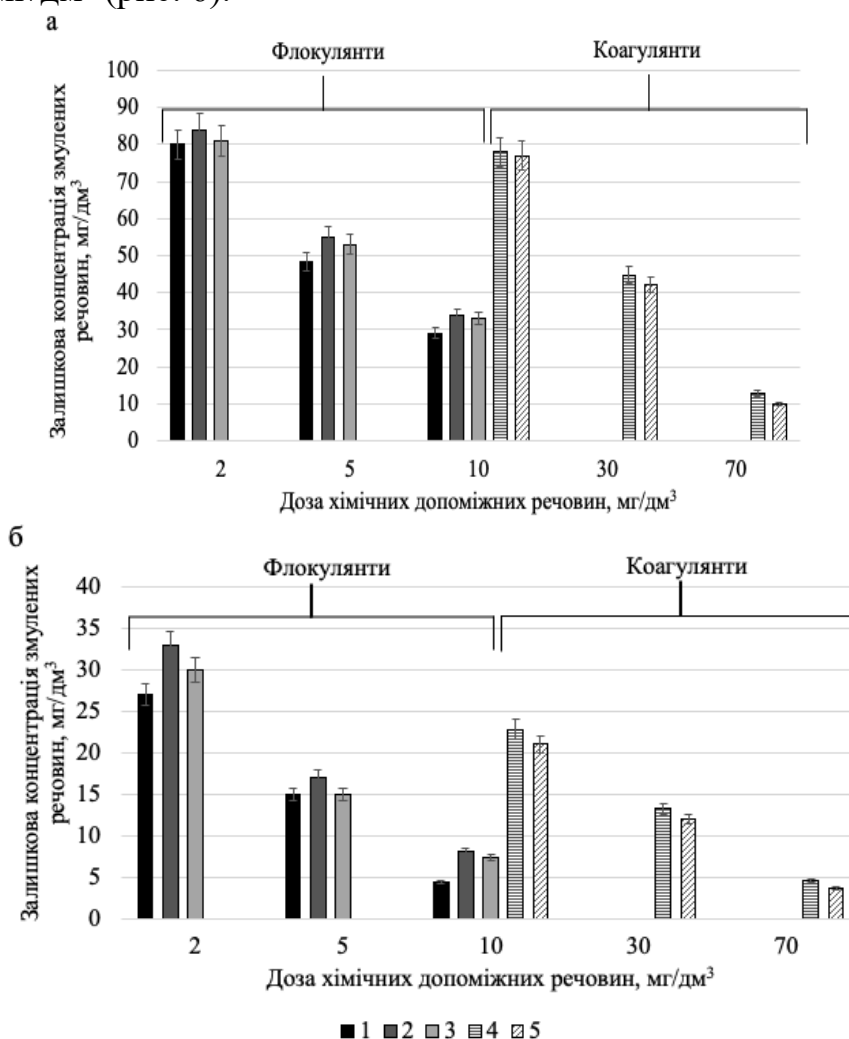 (рис. 6).
а
Флокулянти Коагулянти
Залишкова концентрація змулених
речовин, мг/дм³
100
90
80
70
60
50
40
30
20
10
0
2 5 10 30 70
Доза хімічних допоміжних речовин, мг/дм³
б
Флокулянти Коагулянти
Залишкова концентрація змулених
речовин, мг/дм³
40
35
30
25
20
15
10
5
0
2 5 10 30 70
Доза хімічних допоміжних речовин, мг/дм³
1 2 3 4 5